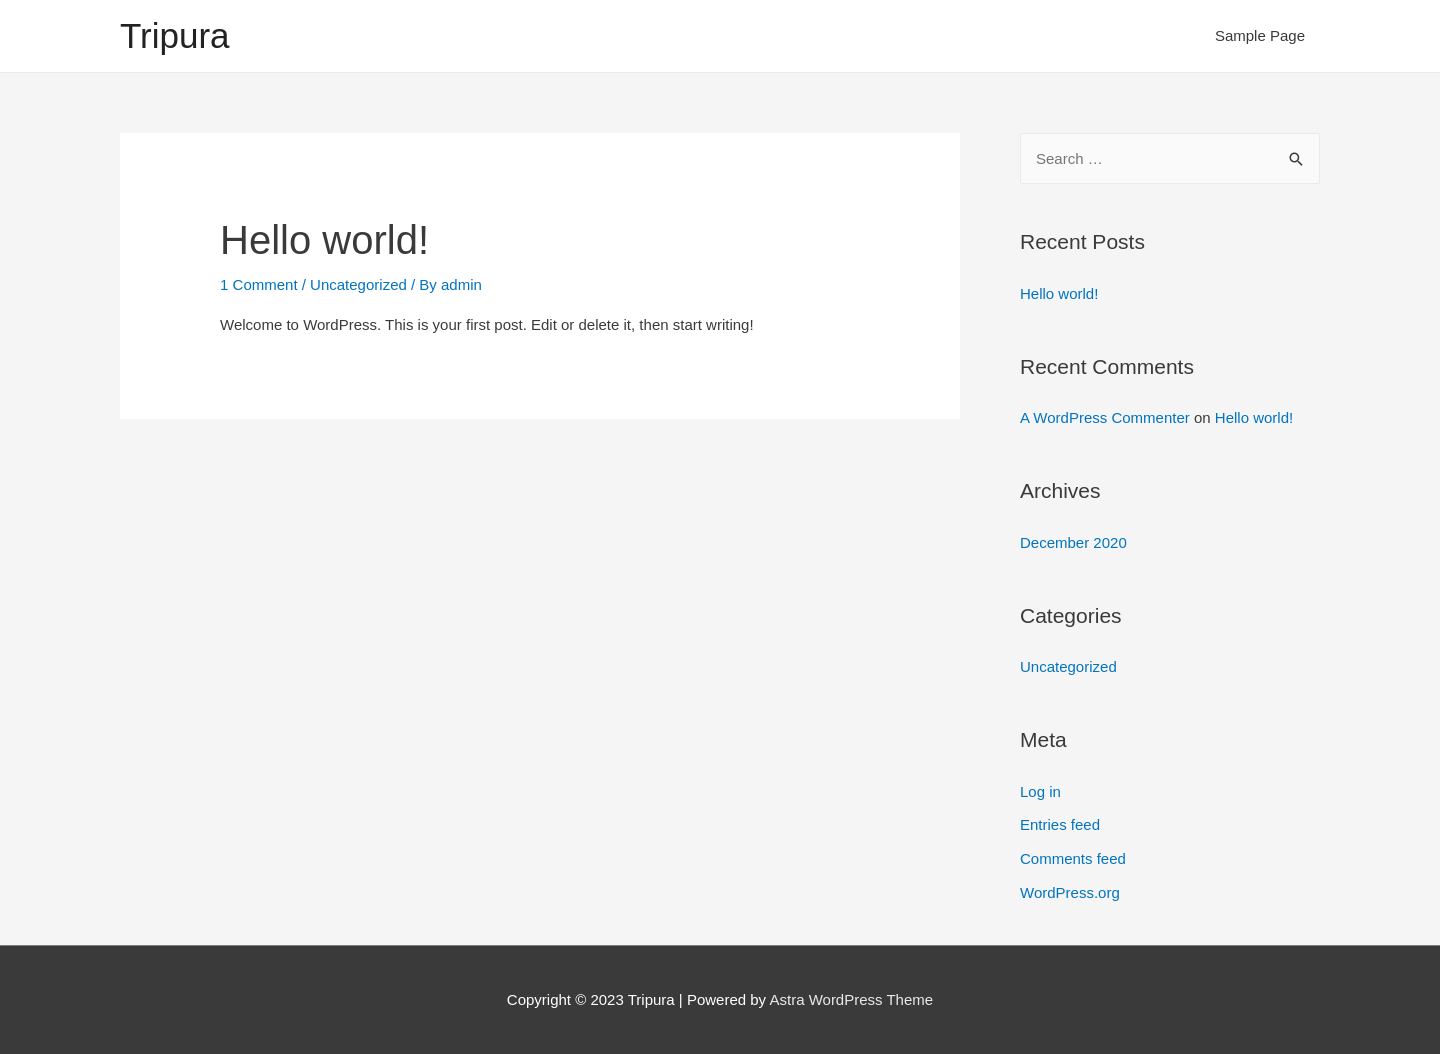 Tripura
Sample Page
Hello world!
1 Comment / Uncategorized / By admin
Welcome to WordPress. This is your first post. Edit or delete it, then start writing!
Search …
Recent Posts
Hello world!
Recent Comments
A WordPress Commenter on Hello world!
Archives
December 2020
Categories
Uncategorized
Meta
Log in
Entries feed
Comments feed
WordPress.org
Copyright © 2023 Tripura | Powered by Astra WordPress Theme